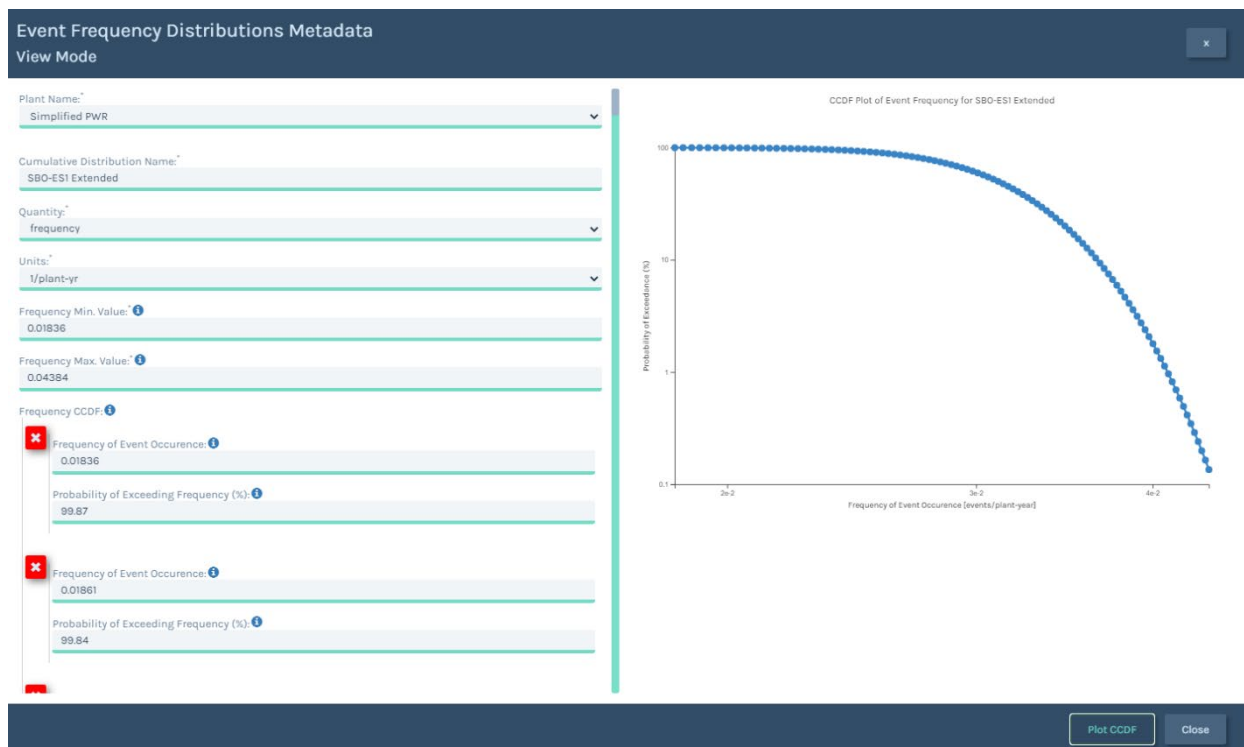 Event Frequency Distributions Metadata
View Mode
x
Plant Name:*
Simplified PWR
Cumulative Distribution Name:*
SBO-ES1 Extended
Quantity:*
frequency
Units:*
1/plant-yr
Frequency Min. Value:*
0.01836
Frequency Max. Value:*
0.04384
Frequency CCDF:
Frequency of Event Occurence:
0.01836
Probability of Exceeding Frequency (%):
99.87
Frequency of Event Occurence:
0.01861
Probability of Exceeding Frequency (%):
99.84
CCDF Plot of Event Frequency for SBO-ES1 Extended
Probability of Exceedance (%)
100
10
1
0.1
2e-2 3e-2 4e-2
Frequency of Event Occurence [events/plant-year]
Plot CCDF
Close